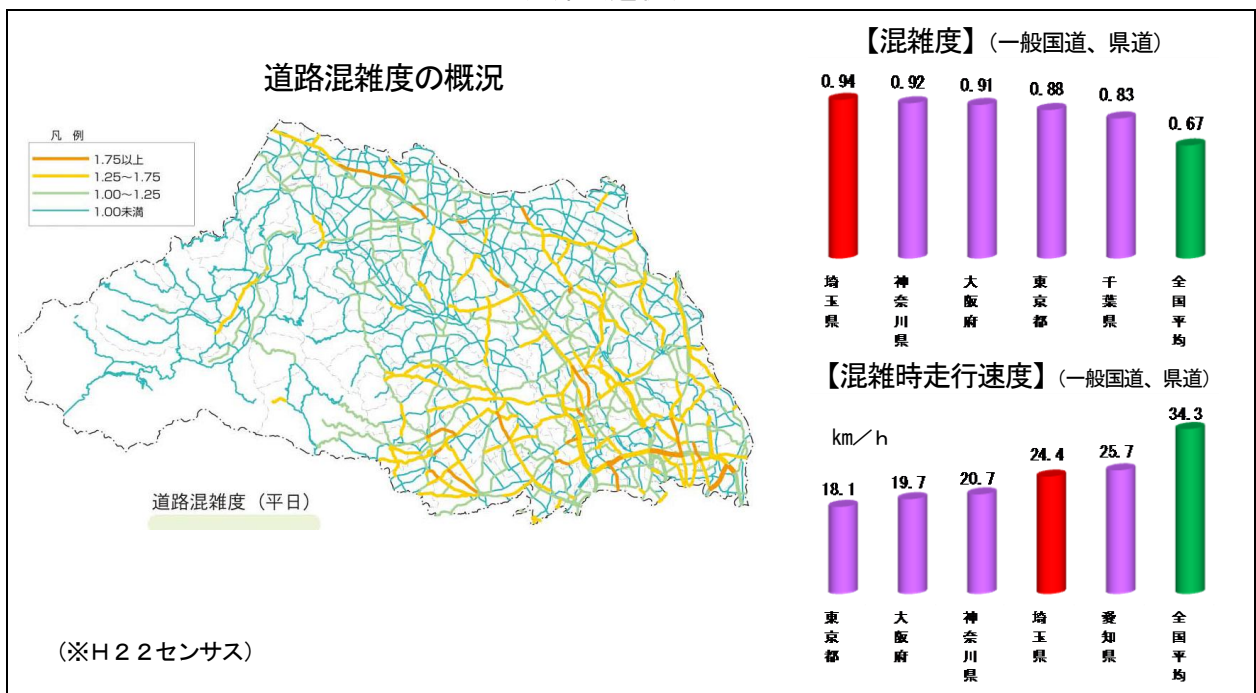 道路混雑度の概況
凡 例
1.75以上
1.25~1.75
1.00~1.25
1.00未満
道路混雑度（平日）
(※H22センサス)
【混雑度】(一般国道、県道)
0.94 0.92 0.91 0.88 0.83 0.67
埼玉県 神奈川県 大阪府 東京都 千葉県 全国平均
【混雑時走行速度】(一般国道、県道)
km/h
18.1 19.7 20.7 24.4 25.7 34.3
東京都 大阪府 神奈川県 埼玉県 愛知県 全国平均